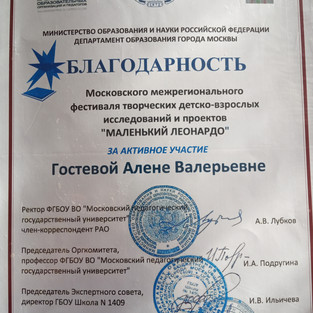 МИНИСТЕРСТВО ОБРАЗОВАНИЯ И НАУКИ РОССИЙСКОЙ ФЕДЕРАЦИИ
ДЕПАРТАМЕНТ ОБРАЗОВАНИЯ ГОРОДА МОСКВЫ
БЛАГОДАРНОСТЬ
Московского межрегионального
фестиваля творческих детско-взрослых
исследований и проектов
"МАЛЕНЬКИЙ ЛЕОНАРДО"
ЗА АКТИВНОЕ УЧАСТИЕ
Гостевой Алене Валерьевне
Ректор ФГБОУ ВО "Московский педагогический
государственный университет"
член-корреспондент РАО
А.В. Лубков
Председатель Оргкомитета,
профессор ФГБОУ ВО "Московский педагогический
государственный университет"
И.А. Подругина
Председатель Экспертного совета,
директор ГБОУ Школа N 1409
И.В. Ильичева